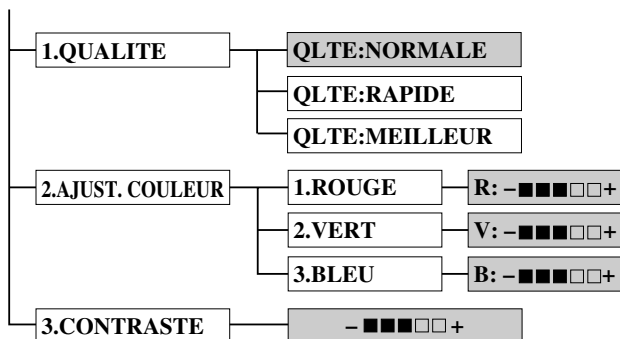 1.QUALITE
QLTE:NORMALE
QLTE:RAPIDE
QLTE:MEILLEUR
2.AJUST. COULEUR
1.ROUGE
R: -■■■□□+
2.VERT
V: -■■■□□+
3.BLEU
B: -■■■□□+
3.CONTRASTE
-■■■□□+